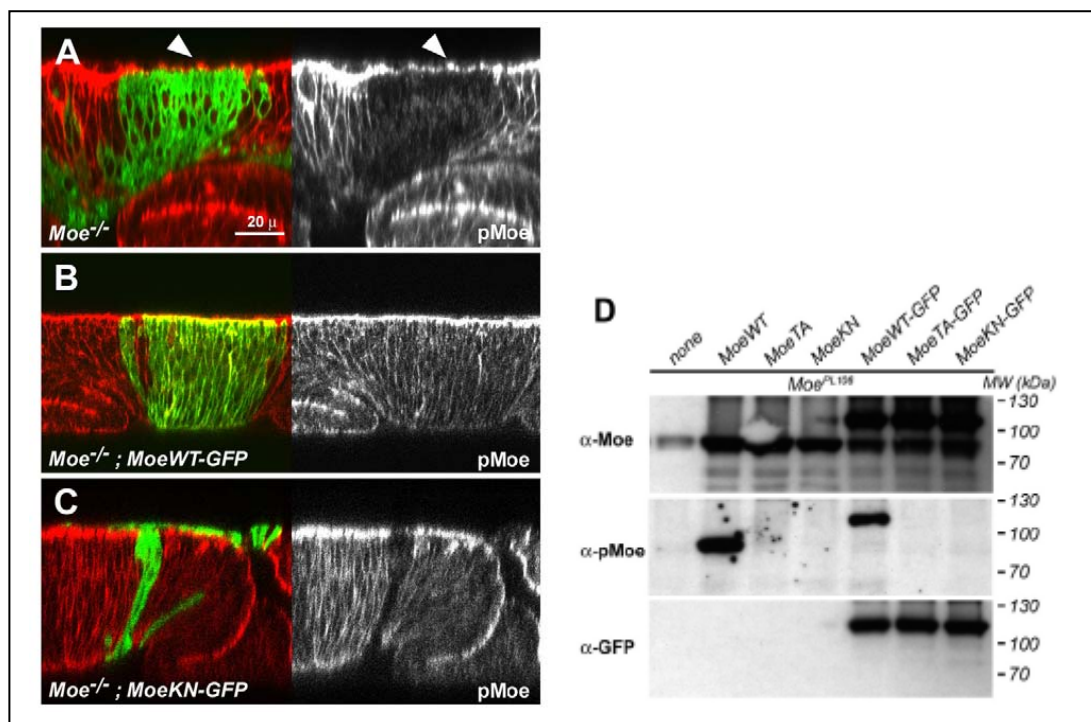 A
Moe-/-
20 μ
pMoe
B
Moe-/- ; MoeWT-GFP
pMoe
C
Moe-/- ; MoeKN-GFP
pMoe
D
none
MoeWT
MoeTA
MoeKN
MoeWT-GFP
MoeTA-GFP
MoeKN-GFP
MoePL106
MW (kDa)
α-Moe
130
100
70
α-pMoe
130
100
70
α-GFP
130
100
70